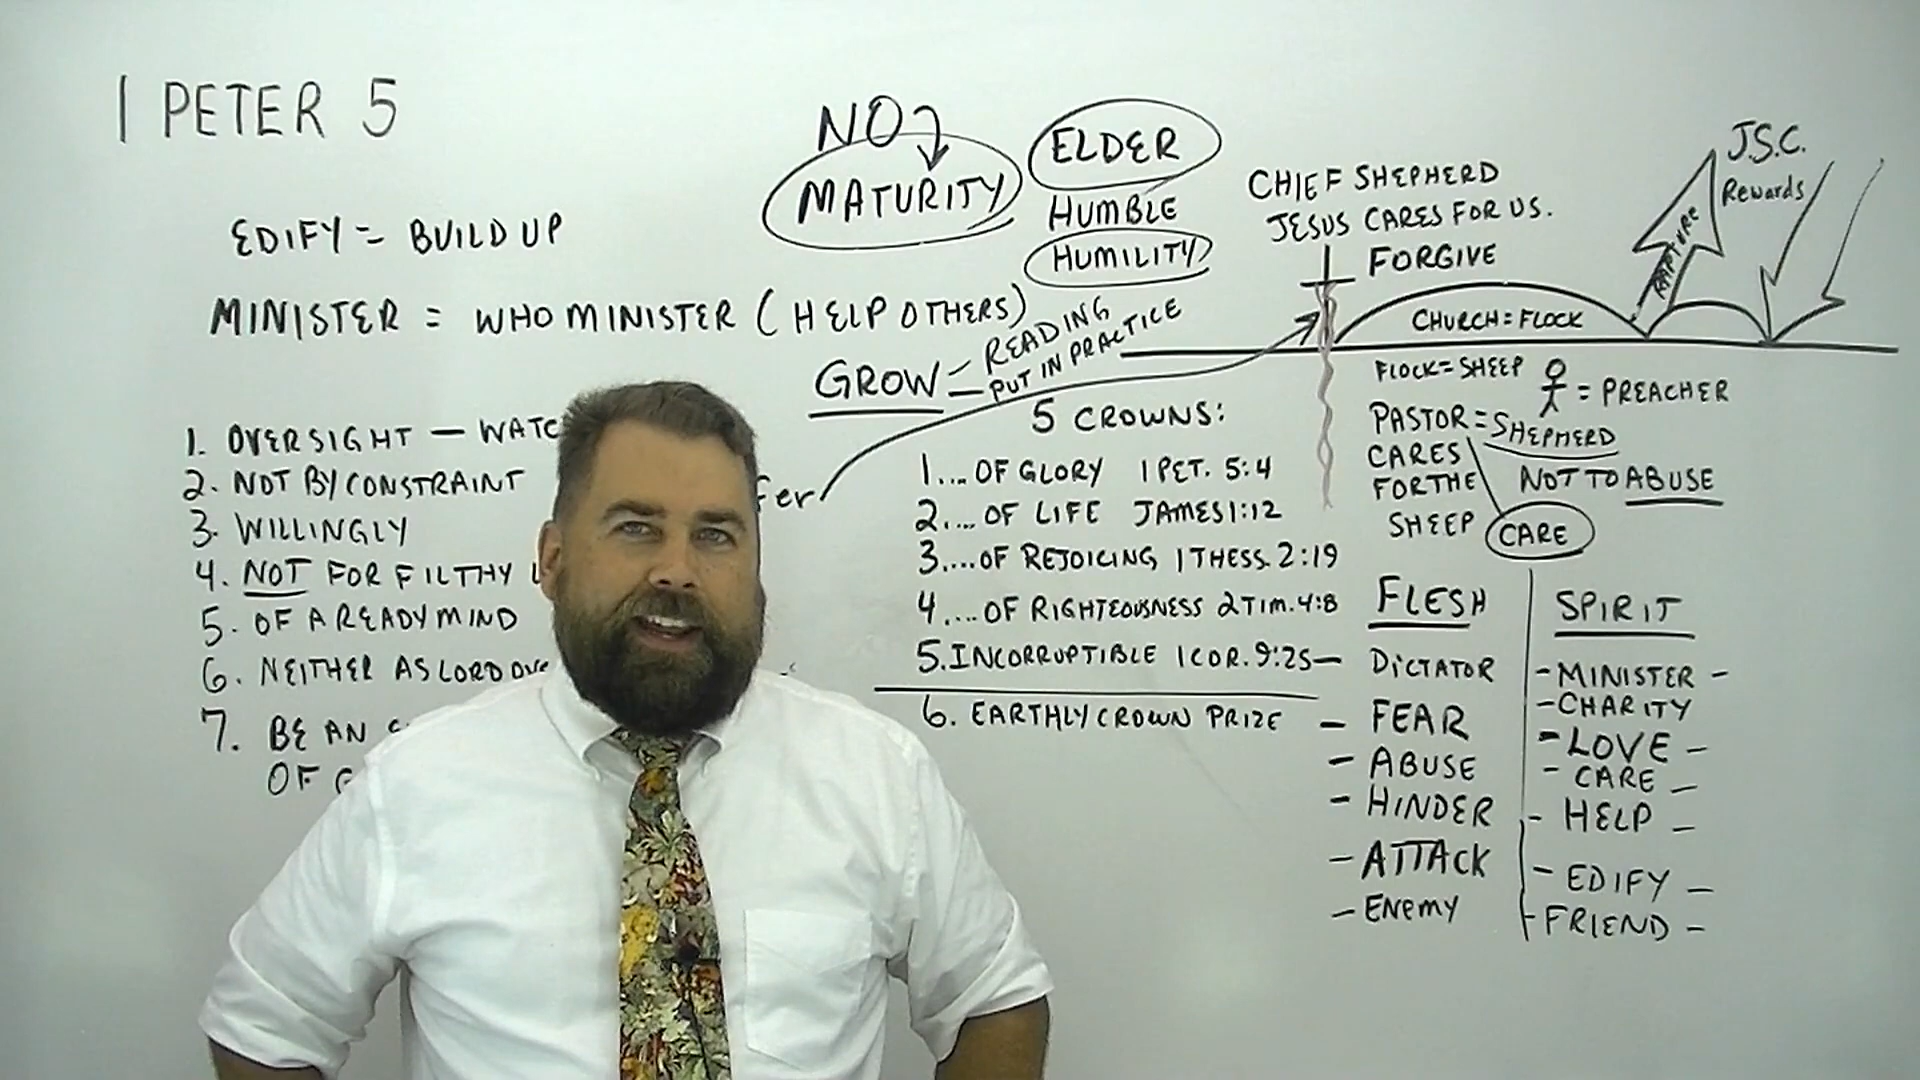 1 PETER 5
EDIFY = BUILD UP
MINISTER = WHO MINISTER (HELP OTHERS)
1. OVERSIGHT — WATC
2. NOT BY CONSTRAINT
3. WILLINGLY
4. NOT FOR FILTHY L
5. OF A READY MIND
6. NEITHER AS LORD OVE
7. BE AN
OF
NO
MATURITY
ELDER
HUMBLE
HUMILITY
GROW — READING
— PUT IN PRACTICE
fer
5 CROWNS:
1.... OF GLORY 1 PET. 5:4
2.... OF LIFE JAMES 1:12
3.... OF REJOICING 1 THESS. 2:19
4.... OF RIGHTEOUSNESS 2 TIM. 4:8
5. INCORRUPTIBLE 1 COR. 9:25
6. EARTHLY CROWN PRIZE
CHIEF SHEPHERD
JESUS CARES FOR US.
FORGIVE
CHURCH = FLOCK
RAPTURE
J.S.C.
Rewards
FLOCK = SHEEP
= PREACHER
PASTOR = SHEPHERD
CARES
FOR THE
SHEEP
NOT TO ABUSE
CARE
FLESH
— DICTATOR
— FEAR
— ABUSE
— HINDER
— ATTACK
— ENEMY
SPIRIT
— MINISTER —
— CHARITY
— LOVE —
— CARE —
— HELP —
— EDIFY —
— FRIEND —